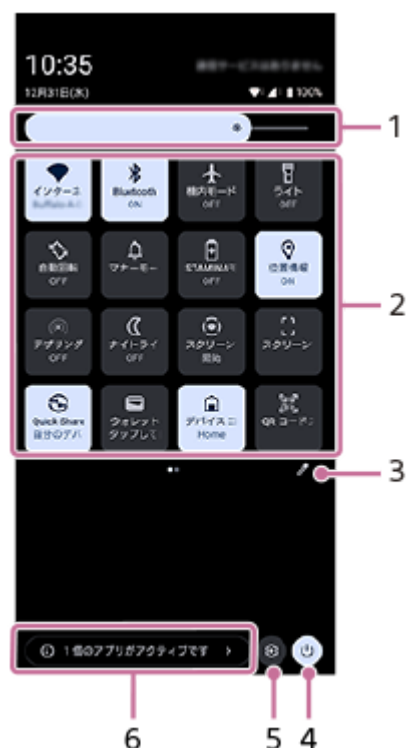 10:35
12月31日(水)
100%
1
インターネ
Bluetooth
ON
機内モード
OFF
ライト
OFF
自動回転
OFF
マナーモー
STAMINAモ
OFF
位置情報
ON
2
テザリング
OFF
ナイトライ
OFF
スクリーン
開始
スクリーン
Quick Share
自分のデバ
ウォレット
タップして
デバイスコ
Home
QR コード
3
1 個のアプリがアクティブです
6
5
4